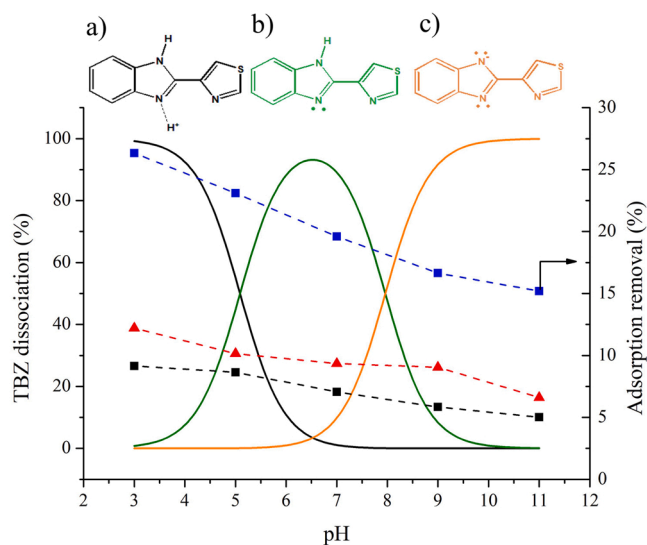 a) b) c)
H H
N S N S N̈⁻ S
N N N N N N
H⁺
100 30
80 25
60 20
40 15
20 10
0 5
0
TBZ dissociation (%)
Adsorption removal (%)
2 3 4 5 6 7 8 9 10 11 12
pH